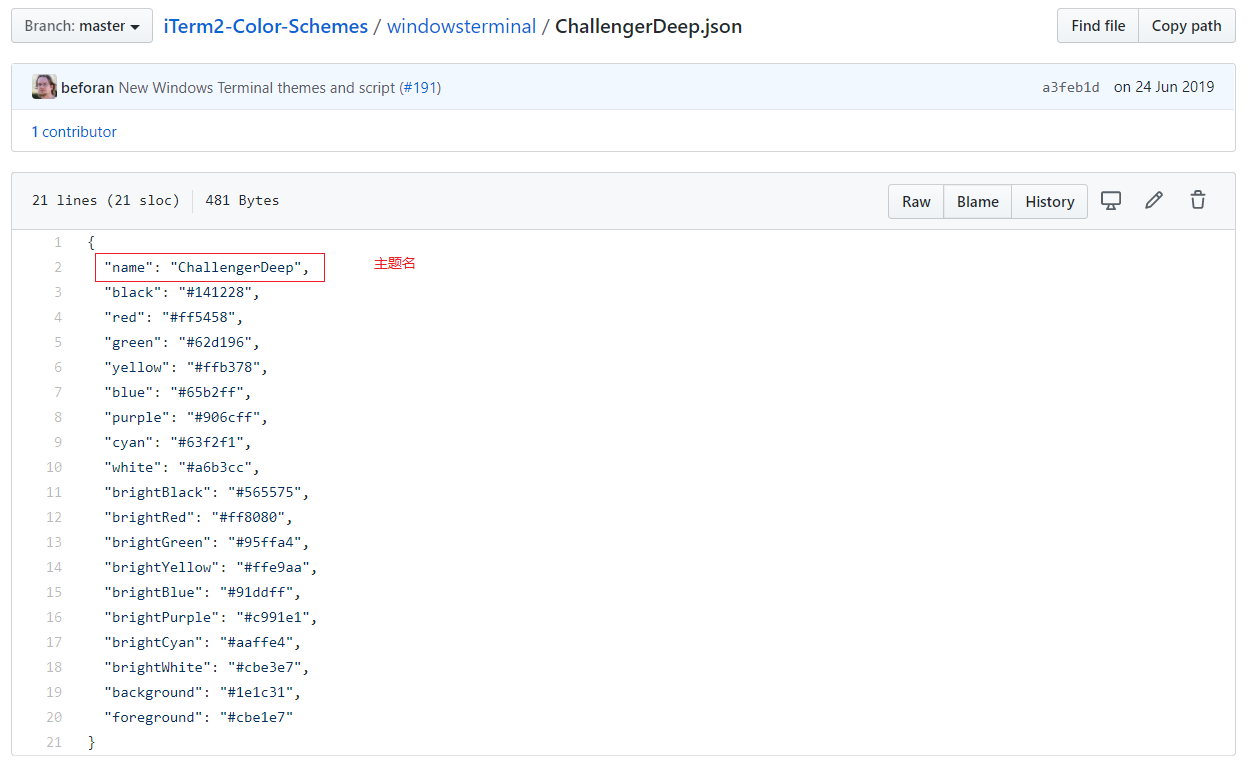 Branch: master iTerm2-Color-Schemes / windowsterminal / ChallengerDeep.json Find file Copy path
beforan New Windows Terminal themes and script (#191) a3feb1d on 24 Jun 2019
1 contributor
21 lines (21 sloc) 481 Bytes Raw Blame History
1 {
2 "name": "ChallengerDeep", 主题名
3 "black": "#141228",
4 "red": "#ff5458",
5 "green": "#62d196",
6 "yellow": "#ffb378",
7 "blue": "#65b2ff",
8 "purple": "#906cff",
9 "cyan": "#63f2f1",
10 "white": "#a6b3cc",
11 "brightBlack": "#565575",
12 "brightRed": "#ff8080",
13 "brightGreen": "#95ffa4",
14 "brightYellow": "#ffe9aa",
15 "brightBlue": "#91ddff",
16 "brightPurple": "#c991e1",
17 "brightCyan": "#aaffe4",
18 "brightWhite": "#cbe3e7",
19 "background": "#1e1c31",
20 "foreground": "#cbe1e7"
21 }